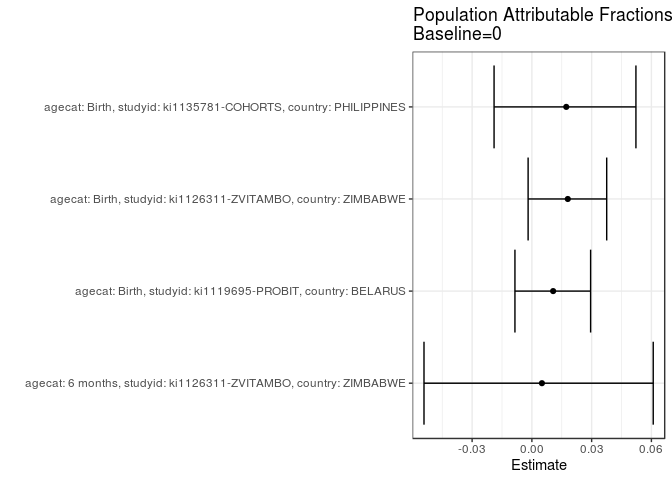 Population Attributable Fractions
Baseline=0
agecat: Birth, studyid: ki1135781-COHORTS, country: PHILIPPINES
agecat: Birth, studyid: ki1126311-ZVITAMBO, country: ZIMBABWE
agecat: Birth, studyid: ki1119695-PROBIT, country: BELARUS
agecat: 6 months, studyid: ki1126311-ZVITAMBO, country: ZIMBABWE
-0.03 0.00 0.03 0.06
Estimate